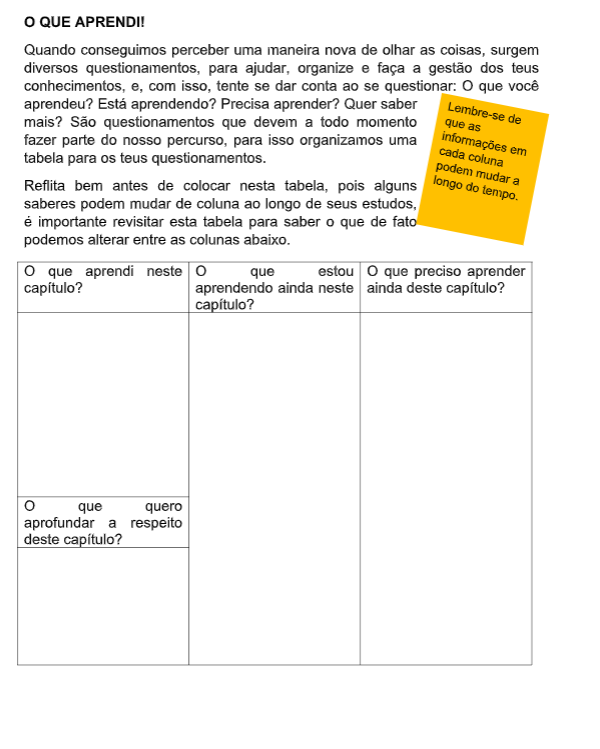 O QUE APRENDI!
Quando conseguimos perceber uma maneira nova de olhar as coisas, surgem
diversos questionamentos, para ajudar, organize e faça a gestão dos teus
conhecimentos, e, com isso, tente se dar conta ao se questionar: O que você
aprendeu? Está aprendendo? Precisa aprender? Quer saber
mais? São questionamentos que devem a todo momento
fazer parte do nosso percurso, para isso organizamos uma
tabela para os teus questionamentos.
Lembre-se de
que as
informações em
cada coluna
podem mudar a
longo do tempo.
Reflita bem antes de colocar nesta tabela, pois alguns
saberes podem mudar de coluna ao longo de seus estudos,
é importante revisitar esta tabela para saber o que de fato
podemos alterar entre as colunas abaixo.
O que aprendi neste
capítulo?
O que estou
aprendendo ainda neste
capítulo?
O que preciso aprender
ainda deste capítulo?
O que quero
aprofundar a respeito
deste capítulo?